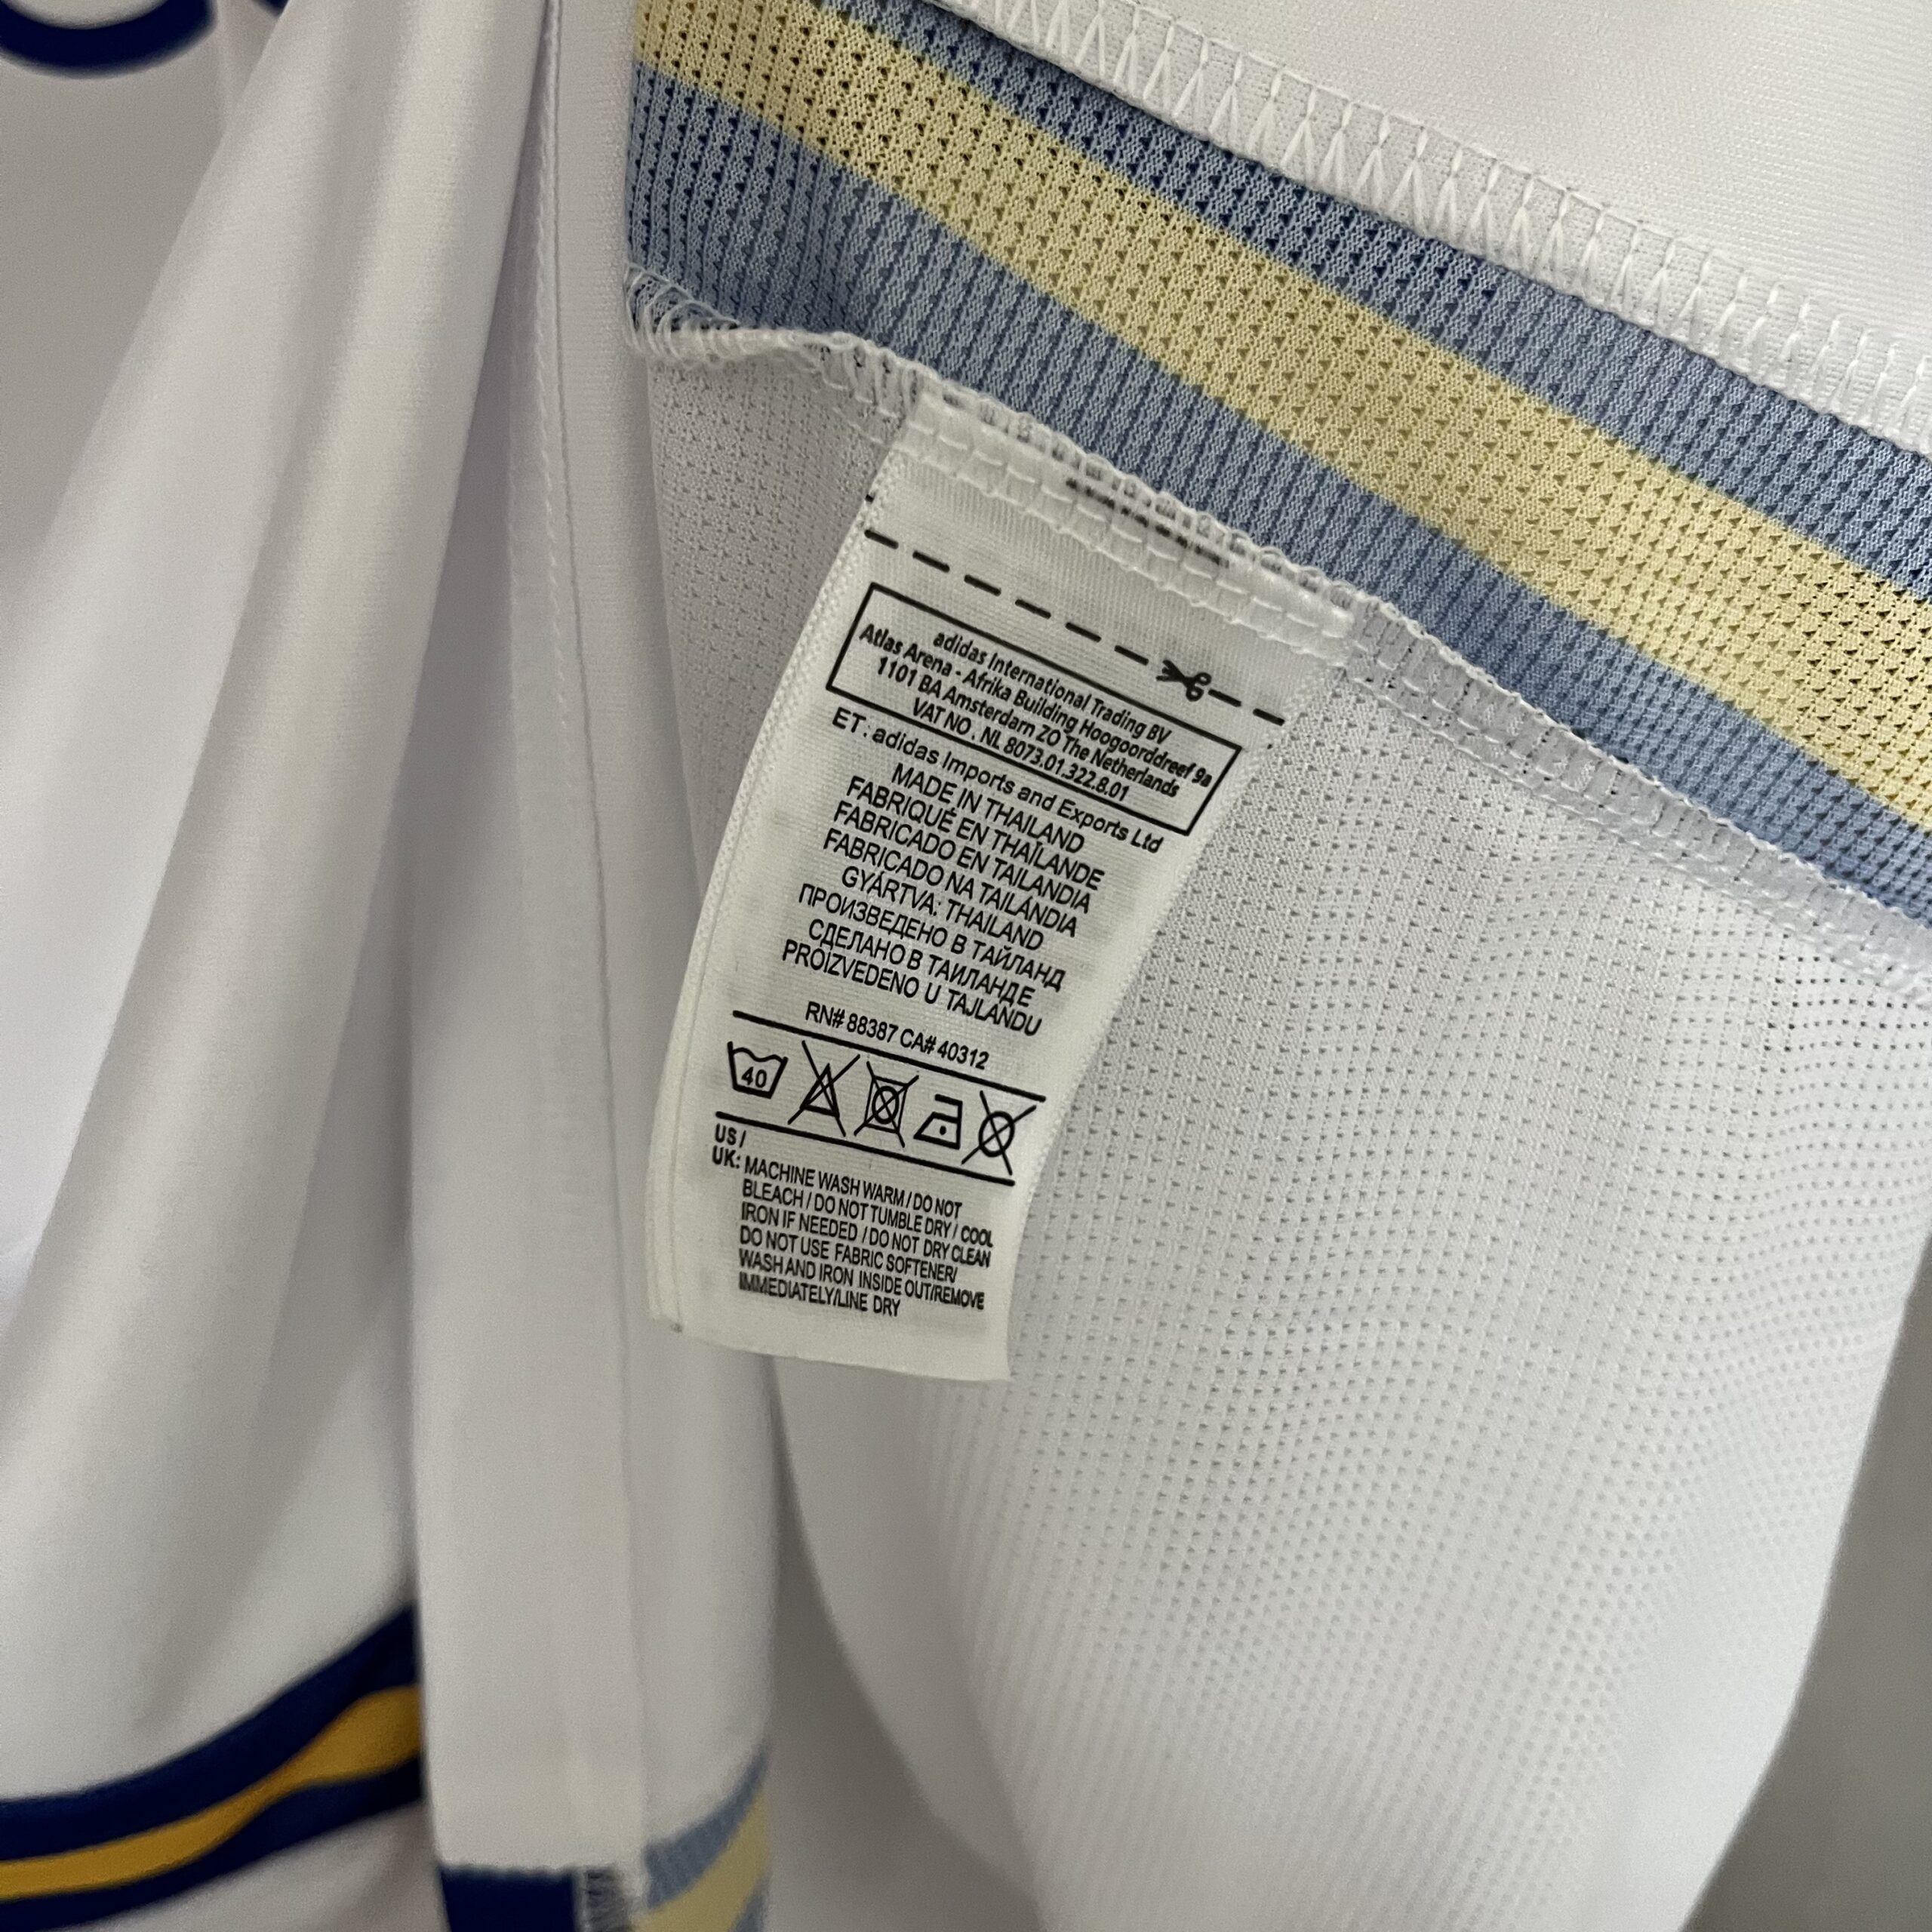 adidas International Trading BV
Atlas Arena - Afrika Building Hoogoorddreef 9a
1101 BA Amsterdam ZO The Netherlands
VAT NO . NL 8073.01.322.8.01
ET : adidas Imports and Exports Ltd
MADE IN THAILAND
FABRIQUÉ EN THAÏLANDE
FABRICADO EN TAILANDIA
FABRICADO NA TAILÁNDIA
GYÁRTVA: THAILAND
ПРОИЗВЕДЕНО В ТАЙЛАНД
СДЕЛАНО В ТАИЛАНДЕ
PROIZVEDENO U TAJLANDU
RN# 88387 CA# 40312
40
US /
UK: MACHINE WASH WARM / DO NOT
BLEACH / DO NOT TUMBLE DRY / COOL
IRON IF NEEDED / DO NOT DRY CLEAN
DO NOT USE FABRIC SOFTENER/
WASH AND IRON INSIDE OUT/REMOVE
IMMEDIATELY/LINE DRY